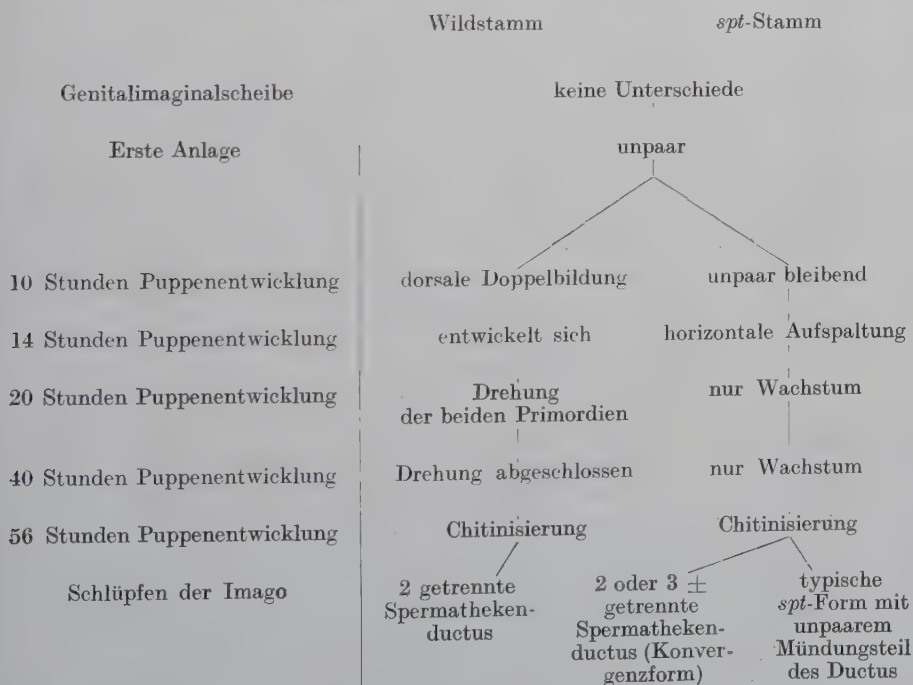 Wildstamm spt-Stamm
Genitalimaginalscheibe keine Unterschiede
Erste Anlage unpaar
10 Stunden Puppenentwicklung dorsale Doppelbildung unpaar bleibend
14 Stunden Puppenentwicklung entwickelt sich horizontale Aufspaltung
20 Stunden Puppenentwicklung Drehung nur Wachstum
der beiden Primordien
40 Stunden Puppenentwicklung Drehung abgeschlossen nur Wachstum
56 Stunden Puppenentwicklung Chitinisierung Chitinisierung
Schlüpfen der Imago 2 getrennte 2 oder 3 ± typische
Spermatheken- getrennte spt-Form mit
ductus Spermatheken- unpaarem
ductus (Konver- Mündungsteil
genzform) des Ductus